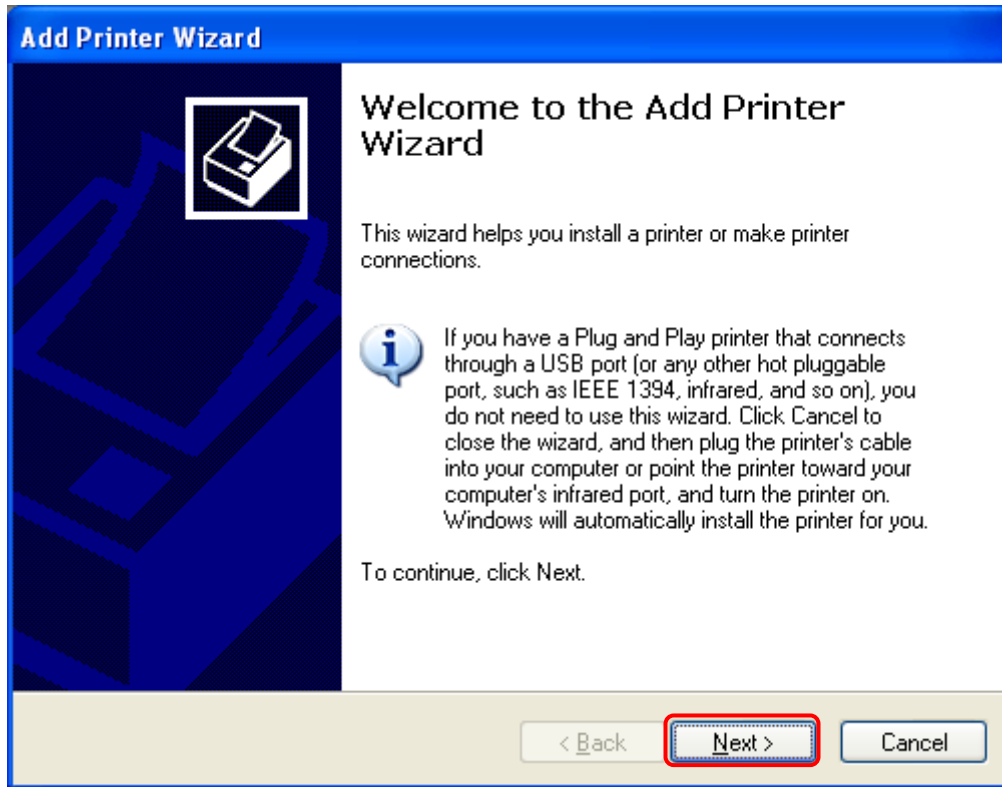 Add Printer Wizard
Welcome to the Add Printer
Wizard
This wizard helps you install a printer or make printer
connections.
If you have a Plug and Play printer that connects
through a USB port (or any other hot pluggable
port, such as IEEE 1394, infrared, and so on), you
do not need to use this wizard. Click Cancel to
close the wizard, and then plug the printer's cable
into your computer or point the printer toward your
computer's infrared port, and turn the printer on.
Windows will automatically install the printer for you.
To continue, click Next.
< Back Next > Cancel